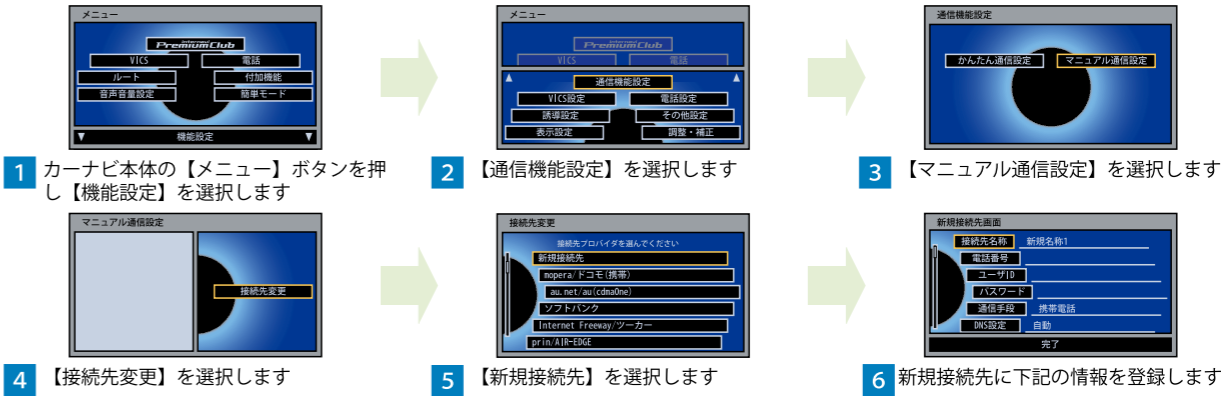 メニュー
internavi
PremiumClub
VICS
電話
ルート
付加機能
音声音量設定
簡単モード
▼ 機能設定 ▼
1 カーナビ本体の【メニュー】ボタンを押
し【機能設定】を選択します
メニュー
internavi
PremiumClub
VICS
電話
▲ 通信機能設定 ▲
VICS設定
電話設定
誘導設定
その他設定
表示設定
調整・補正
2 【通信機能設定】を選択します
通信機能設定
かんたん通信設定
マニュアル通信設定
3 【マニュアル通信設定】を選択します
マニュアル通信設定
接続先変更
4 【接続先変更】を選択します
接続先変更
接続先プロバイダを選んでください
新規接続先
mopera/ドコモ(携帯)
au.net/au(cdmaOne)
ソフトバンク
Internet Freeway/ツーカー
prin/AIR-EDGE
5 【新規接続先】を選択します
新規接続先画面
接続先名称 新規名称1
電話番号
ユーザID
パスワード
通信手段 携帯電話
DNS設定 自動
完了
6 新規接続先に下記の情報を登録します